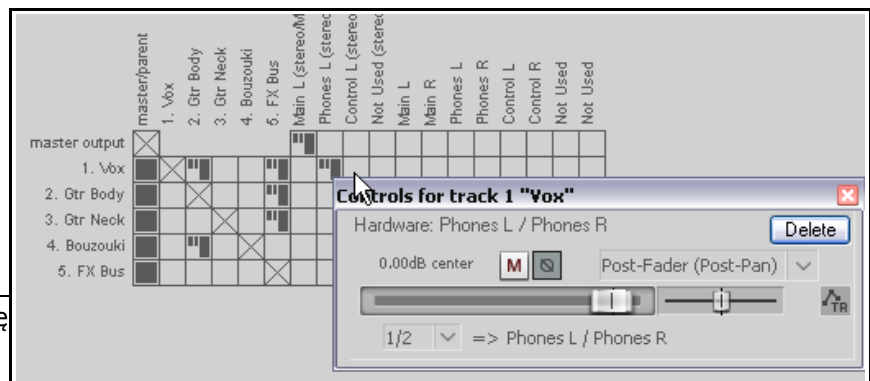 master/parent
1. Vox
2. Gtr Body
3. Gtr Neck
4. Bouzouki
5. FX Bus
Main L (stereo/M
Phones L (stereo
Control L (stereo
Not Used (stereo
Main L
Main R
Phones L
Phones R
Control L
Control R
Not Used
Not Used
master output
1. Vox
2. Gtr Body
3. Gtr Neck
4. Bouzouki
5. FX Bus
Controls for track 1 "Vox"
Hardware: Phones L / Phones R
Delete
0.00dB center
M
Post-Fader (Post-Pan)
TR
1/2
=> Phones L / Phones R